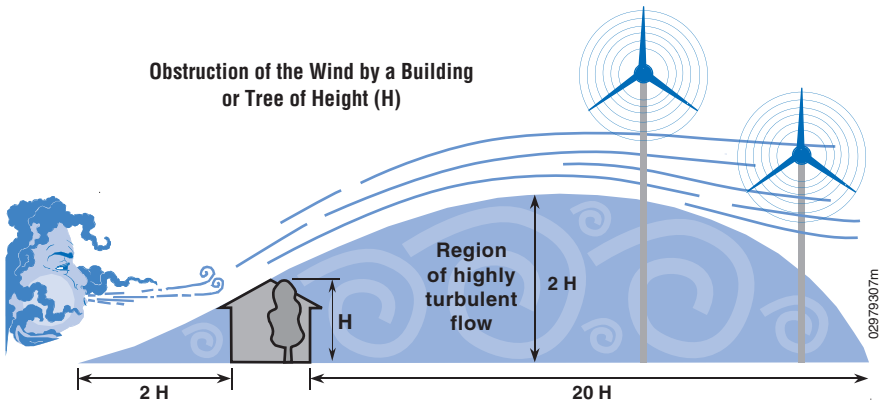 Obstruction of the Wind by a Building
or Tree of Height (H)
Region
of highly
turbulent
flow
2 H
H
2 H
20 H
02979307m